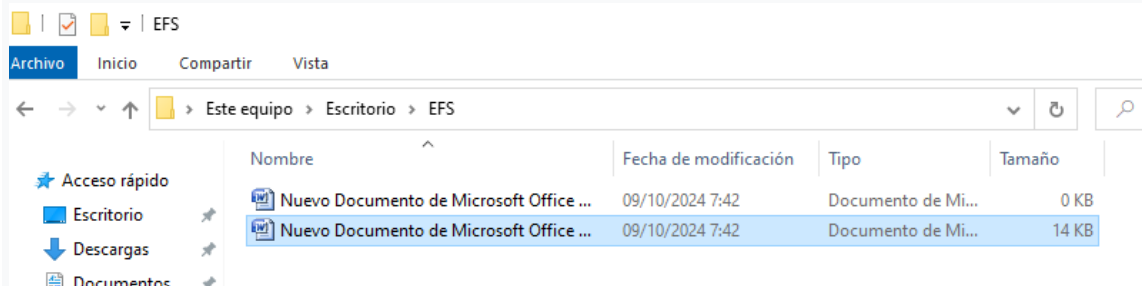 EFS
Archivo Inicio Compartir Vista
Este equipo > Escritorio > EFS
Nombre Fecha de modificación Tipo Tamaño
Acceso rápido
Nuevo Documento de Microsoft Office ... 09/10/2024 7:42 Documento de Mi... 0 KB
Escritorio
Nuevo Documento de Microsoft Office ... 09/10/2024 7:42 Documento de Mi... 14 KB
Descargas
Documentos